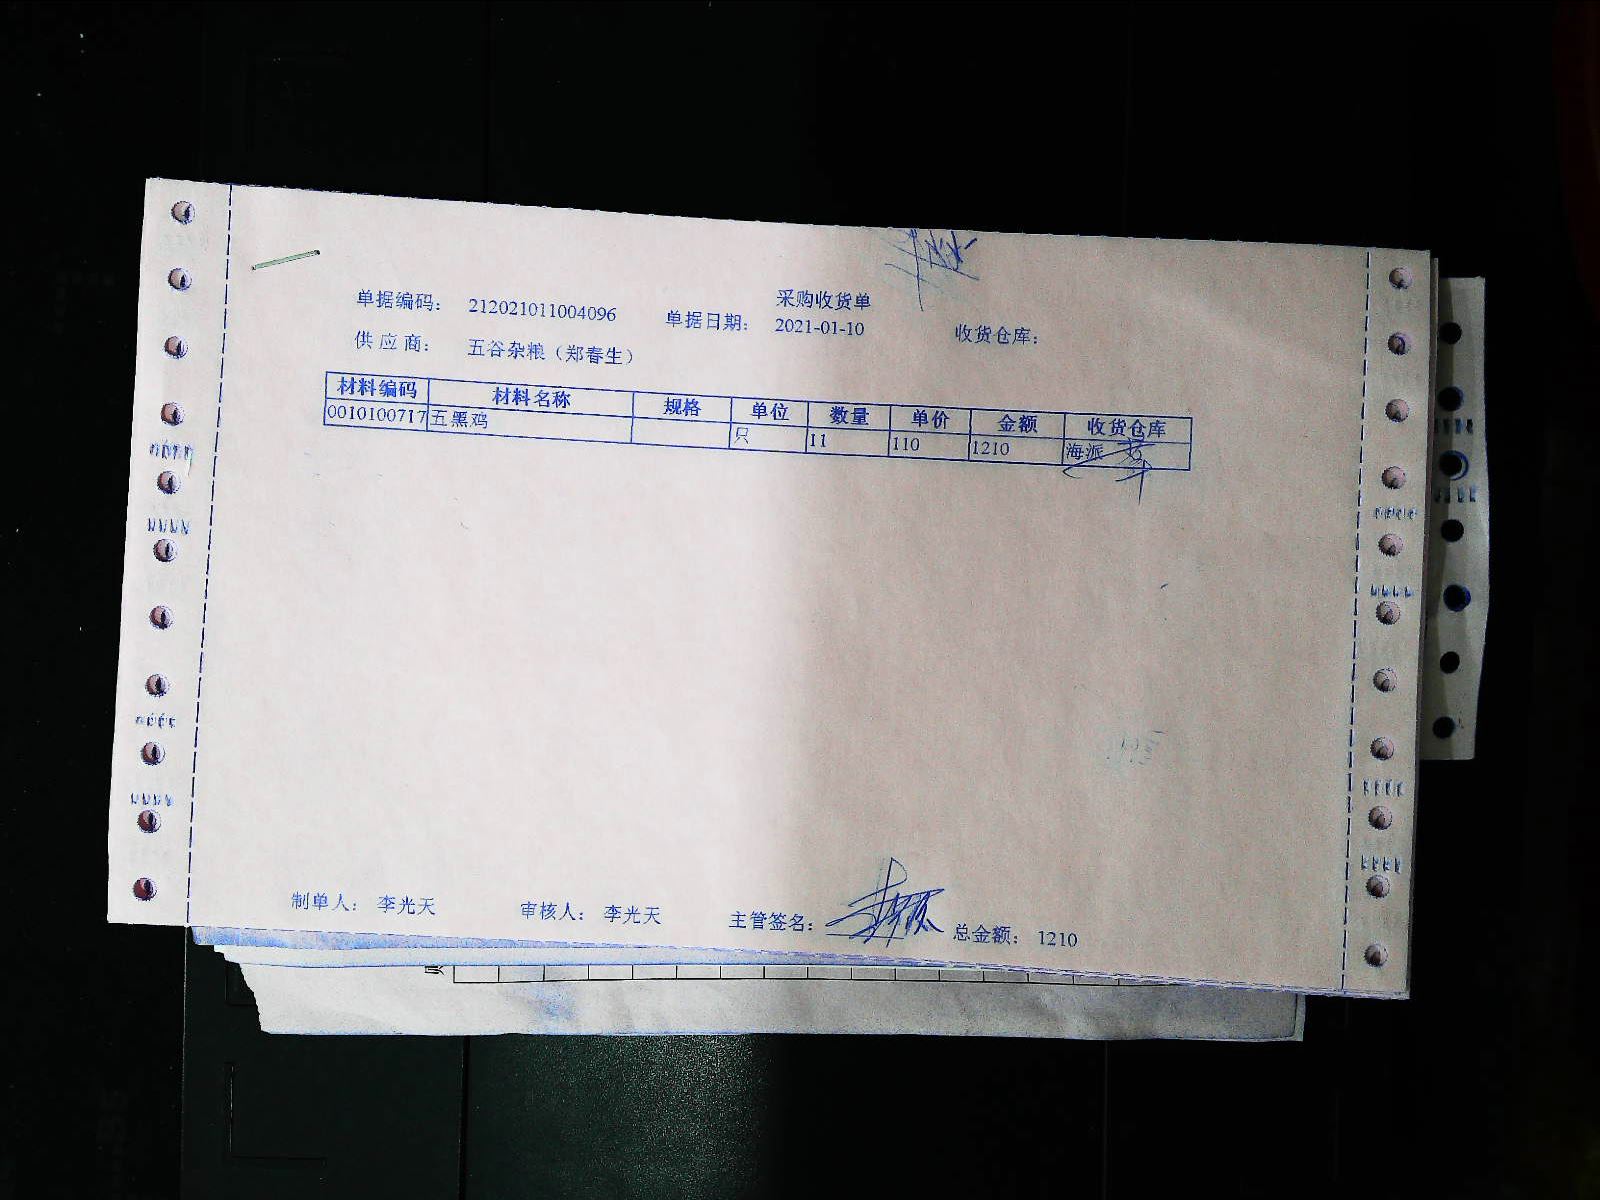 采购收货单
单据编码： 212021011004096 单据日期： 2021-01-10 收货仓库：
供 应 商： 五谷杂粮（郑春生）
材料编码 材料名称 规格 单位 数量 单价 金额 收货仓库
0010100717 五黑鸡 只 11 110 1210 海派
制单人： 李光天 审核人： 李光天 主管签名： 总金额： 1210